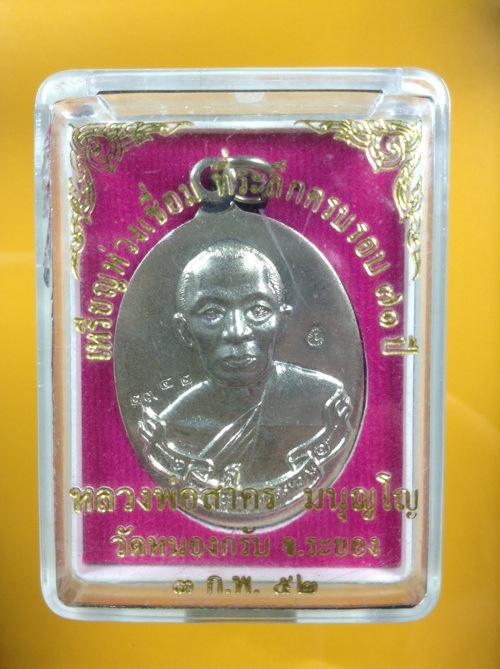 เหรียญห่วงเชื่อม ที่ระลึกครบรอบ ๗๑ ปี
หลวงพ่อสาคร มนุญโญ
วัดหนองกรับ จ.ระยอง
๓ ก.พ. ๕๒